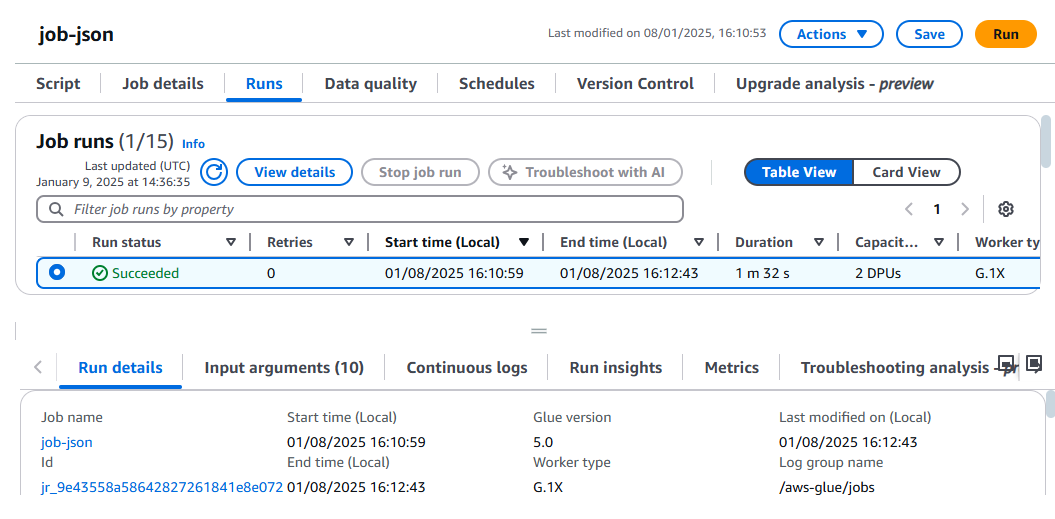 job-json
Last modified on 08/01/2025, 16:10:53
Actions
Save
Run
Script
Job details
Runs
Data quality
Schedules
Version Control
Upgrade analysis - preview
Job runs (1/15) Info
Last updated (UTC)
January 9, 2025 at 14:36:35
View details
Stop job run
Troubleshoot with AI
Table View
Card View
Filter job runs by property
1
Run status Retries Start time (Local) End time (Local) Duration Capacit... Worker ty
Succeeded 0 01/08/2025 16:10:59 01/08/2025 16:12:43 1 m 32 s 2 DPUs G.1X
Run details
Input arguments (10)
Continuous logs
Run insights
Metrics
Troubleshooting analysis - pr
Job name Start time (Local) Glue version Last modified on (Local)
job-json 01/08/2025 16:10:59 5.0 01/08/2025 16:12:43
Id End time (Local) Worker type Log group name
jr_9e43558a58642827261841e8e072 01/08/2025 16:12:43 G.1X /aws-glue/jobs